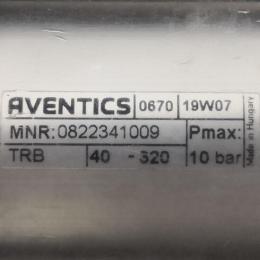 AVENTICS 0670 19W07
MNR:0822341009 Pmax:
TRB 40 - 320 10 bar
Made in Hungary